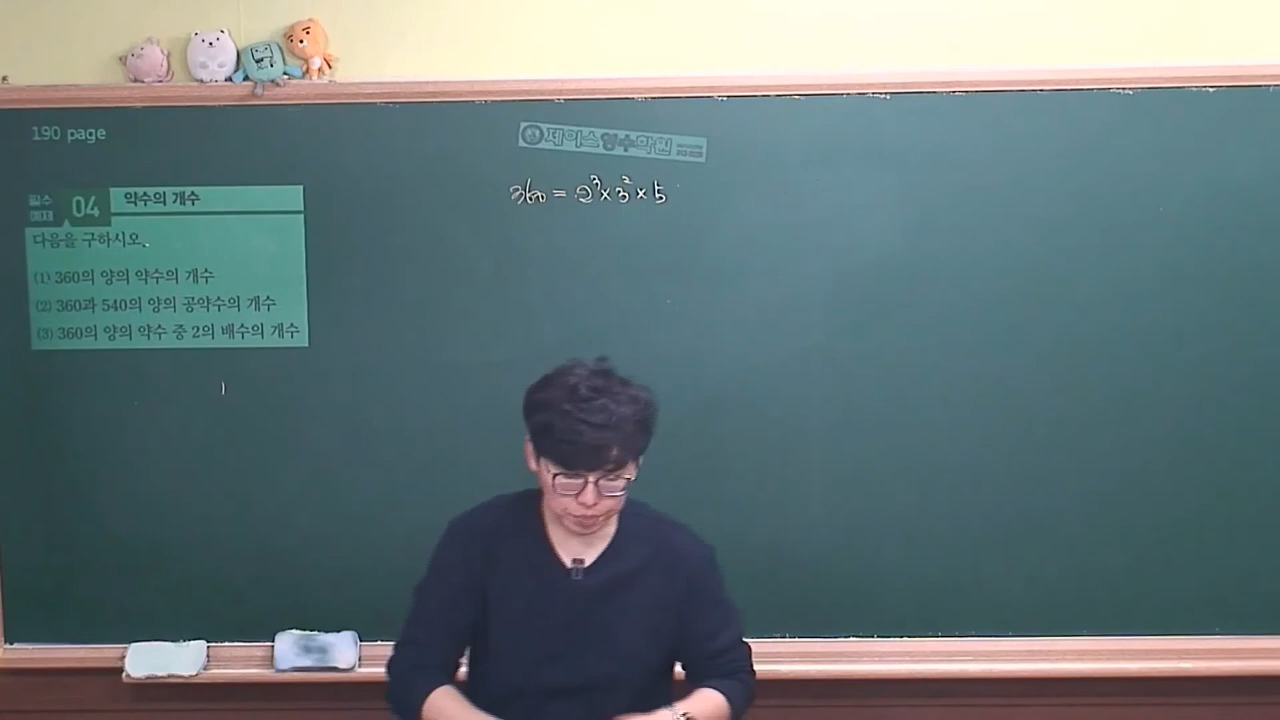 190 page
제이스영수학원
360 = 2³ × 3² × 5
필수 예제 04 약수의 개수
다음을 구하시오.
(1) 360의 양의 약수의 개수
(2) 360과 540의 양의 공약수의 개수
(3) 360의 양의 약수 중 2의 배수의 개수